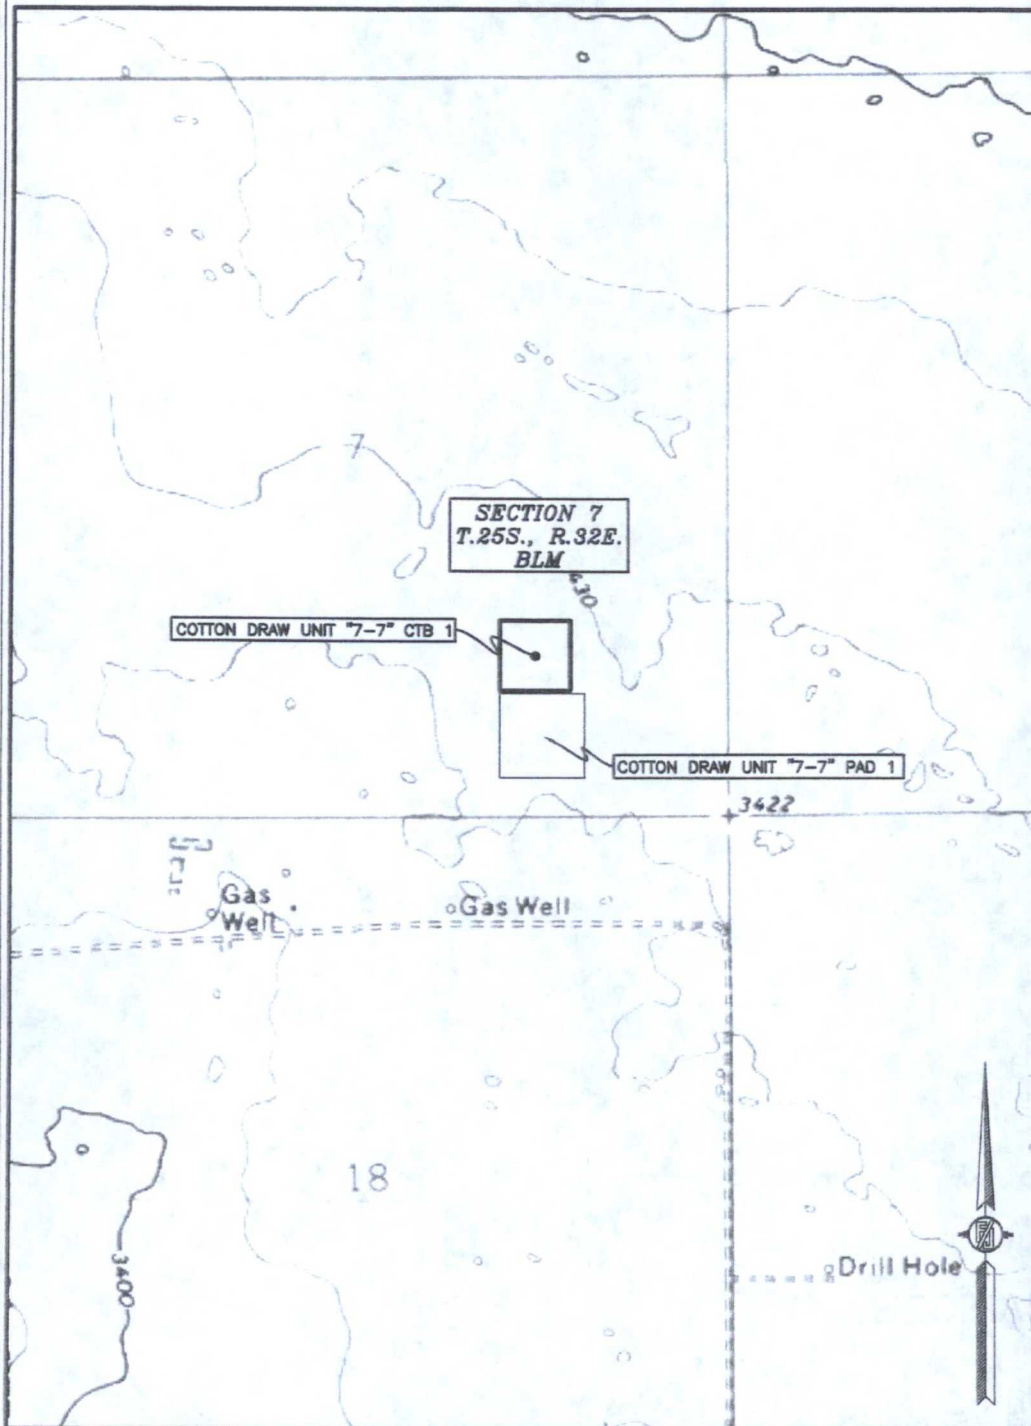 7
SECTION 7
T.25S., R.32E.
BLM
430
COTTON DRAW UNIT "7-7" CTB 1
COTTON DRAW UNIT "7-7" PAD 1
3422
Gas
Well
Gas Well
18
3400
Drill Hole